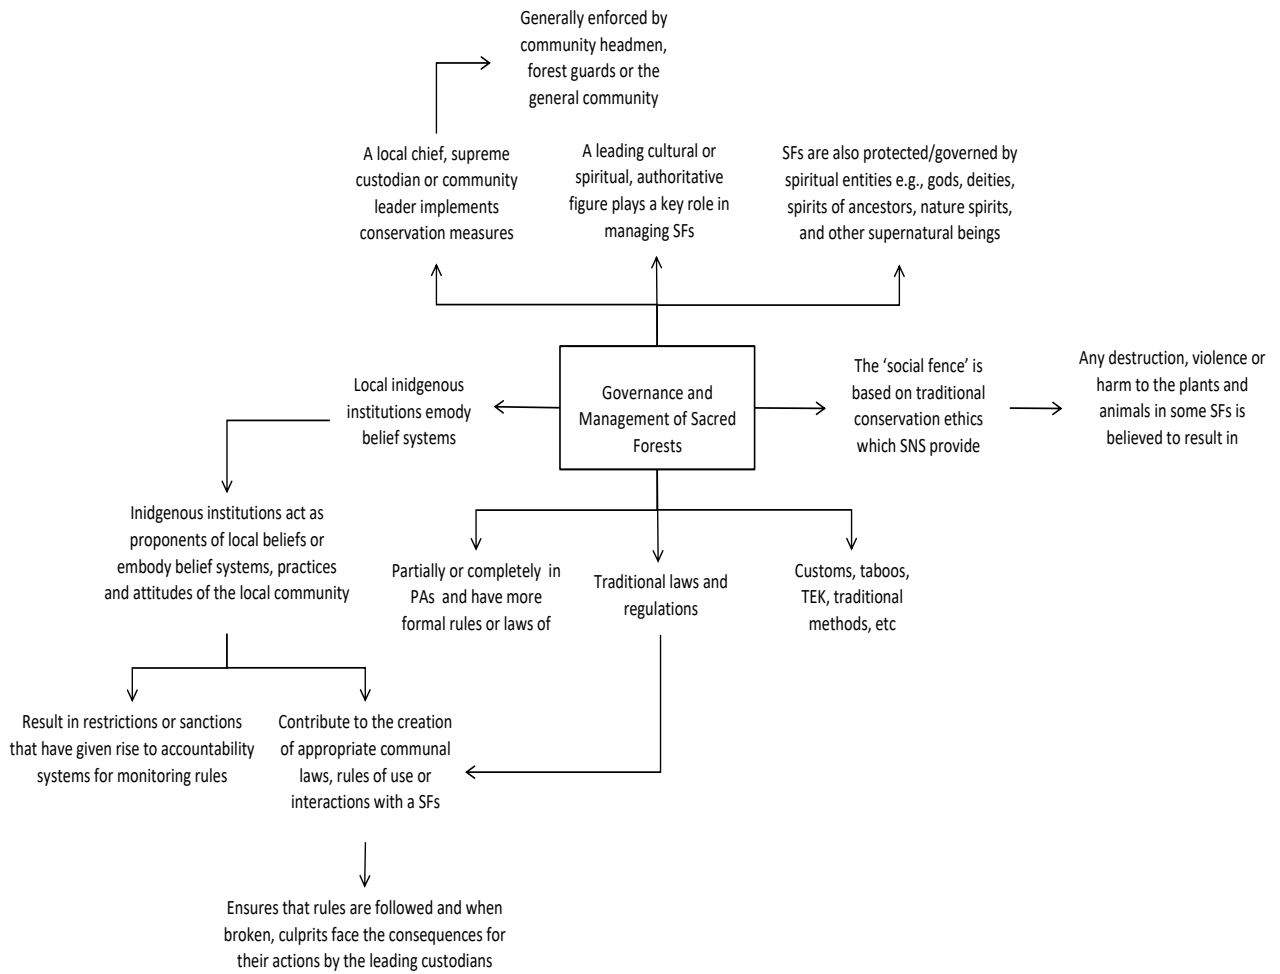 Generally enforced by
community headmen,
forest guards or the
general community
A local chief, supreme
custodian or community
leader implements
conservation measures
A leading cultural or
spiritual, authoritative
figure plays a key role in
managing SFs
SFs are also protected/governed by
spiritual entities e.g., gods, deities,
spirits of ancestors, nature spirits,
and other supernatural beings
Local inidgenous
institutions emody
belief systems
Governance and
Management of Sacred
Forests
The ‘social fence’ is
based on traditional
conservation ethics
which SNS provide
Any destruction, violence or
harm to the plants and
animals in some SFs is
believed to result in
Inidgenous institutions act as
proponents of local beliefs or
embody belief systems, practices
and attitudes of the local community
Partially or completely in
PAs and have more
formal rules or laws of
Traditional laws and
regulations
Customs, taboos,
TEK, traditional
methods, etc
Result in restrictions or sanctions
that have given rise to accountability
systems for monitoring rules
Contribute to the creation
of appropriate communal
laws, rules of use or
interactions with a SFs
Ensures that rules are followed and when
broken, culprits face the consequences for
their actions by the leading custodians